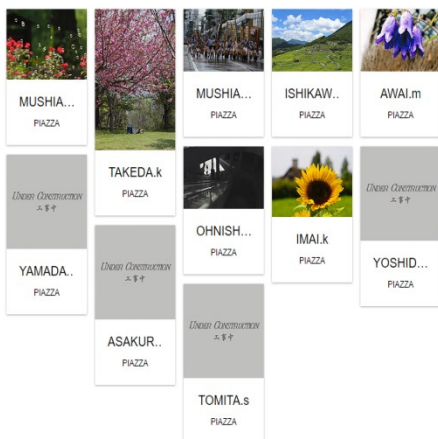 MUSHIA...
PIAZZA
TAKEDA.k
PIAZZA
MUSHIA...
PIAZZA
ISHIKAW..
PIAZZA
AWAI.m
PIAZZA
UNDER CONSTRUCTION
工事中
YAMADA..
PIAZZA
UNDER CONSTRUCTION
工事中
ASAKUR..
PIAZZA
OHNISH...
PIAZZA
IMAI.k
PIAZZA
UNDER CONSTRUCTION
工事中
YOSHID...
PIAZZA
UNDER CONSTRUCTION
工事中
TOMITA.s
PIAZZA